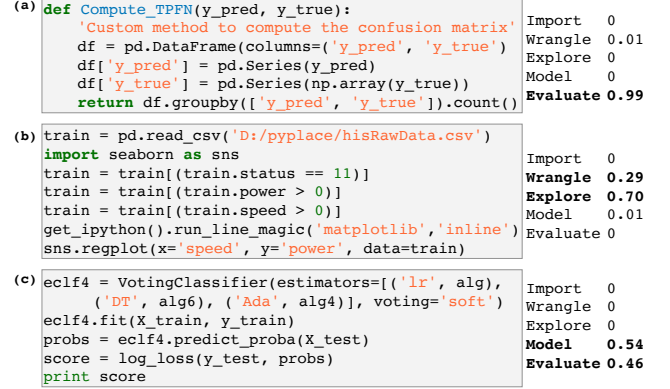 (a) def Compute_TPFN(y_pred, y_true):
'Custom method to compute the confusion matrix'
df = pd.DataFrame(columns=('y_pred', 'y_true')
df['y_pred'] = pd.Series(y_pred)
df['y_true'] = pd.Series(np.array(y_true))
return df.groupby(['y_pred', 'y_true']).count()
Import 0
Wrangle 0.01
Explore 0
Model 0
Evaluate 0.99
(b) train = pd.read_csv('D:/pyplace/hisRawData.csv')
import seaborn as sns
train = train[(train.status == 11)]
train = train[(train.power > 0)]
train = train[(train.speed > 0)]
get_ipython().run_line_magic('matplotlib','inline')
sns.regplot(x='speed', y='power', data=train)
Import 0
Wrangle 0.29
Explore 0.70
Model 0.01
Evaluate 0
(c) eclf4 = VotingClassifier(estimators=[('lr', alg),
('DT', alg6), ('Ada', alg4)], voting='soft')
eclf4.fit(X_train, y_train)
probs = eclf4.predict_proba(X_test)
score = log_loss(y_test, probs)
print score
Import 0
Wrangle 0
Explore 0
Model 0.54
Evaluate 0.46